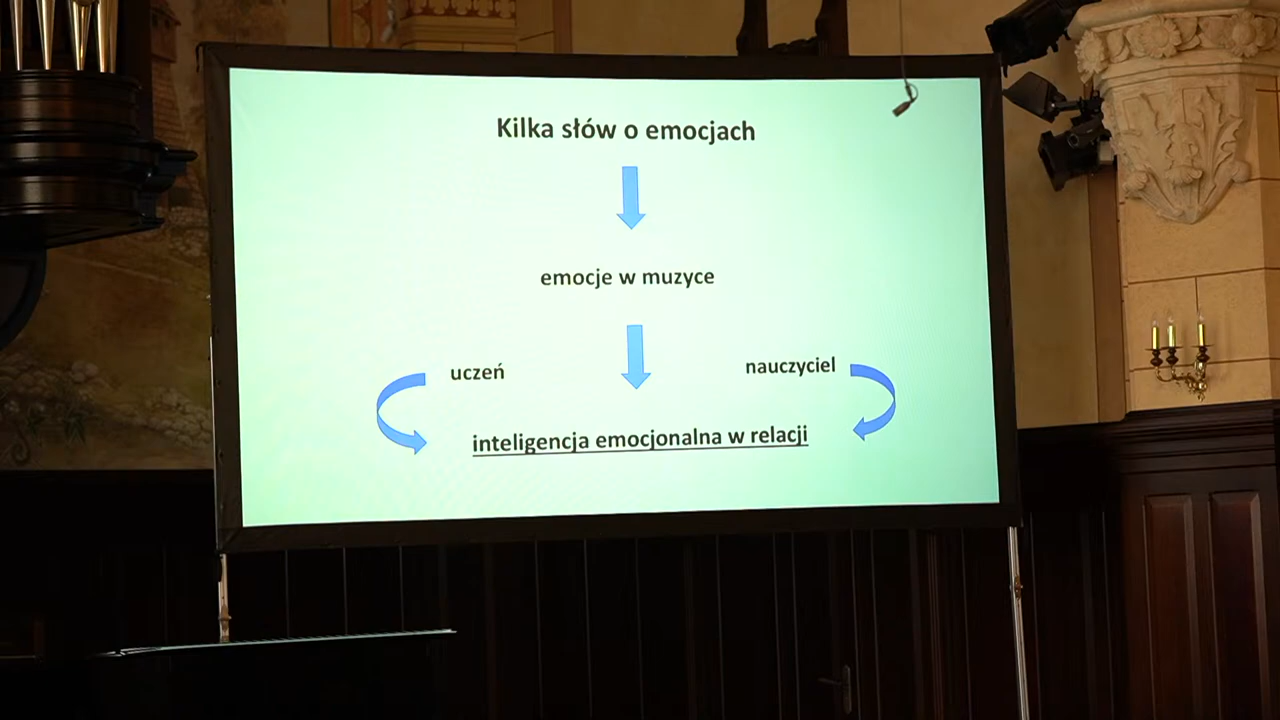 Kilka słów o emocjach
emocje w muzyce
uczeń
nauczyciel
inteligencja emocjonalna w relacji